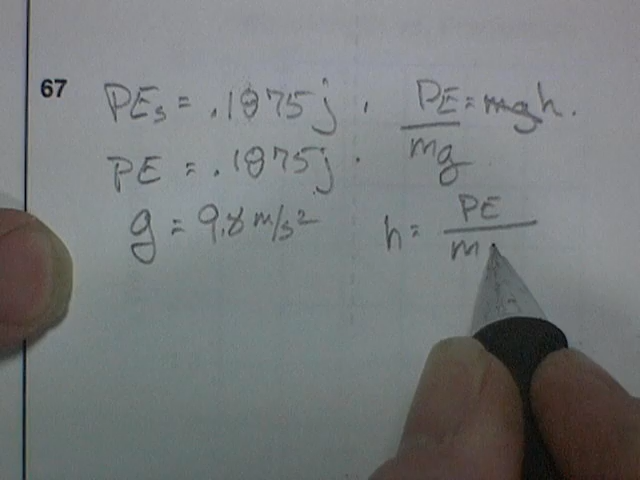 67
PEs = .1875j. PE = mgh.
mg
PE = .1875j.
g = 9.8 m/s²
h = PE
m